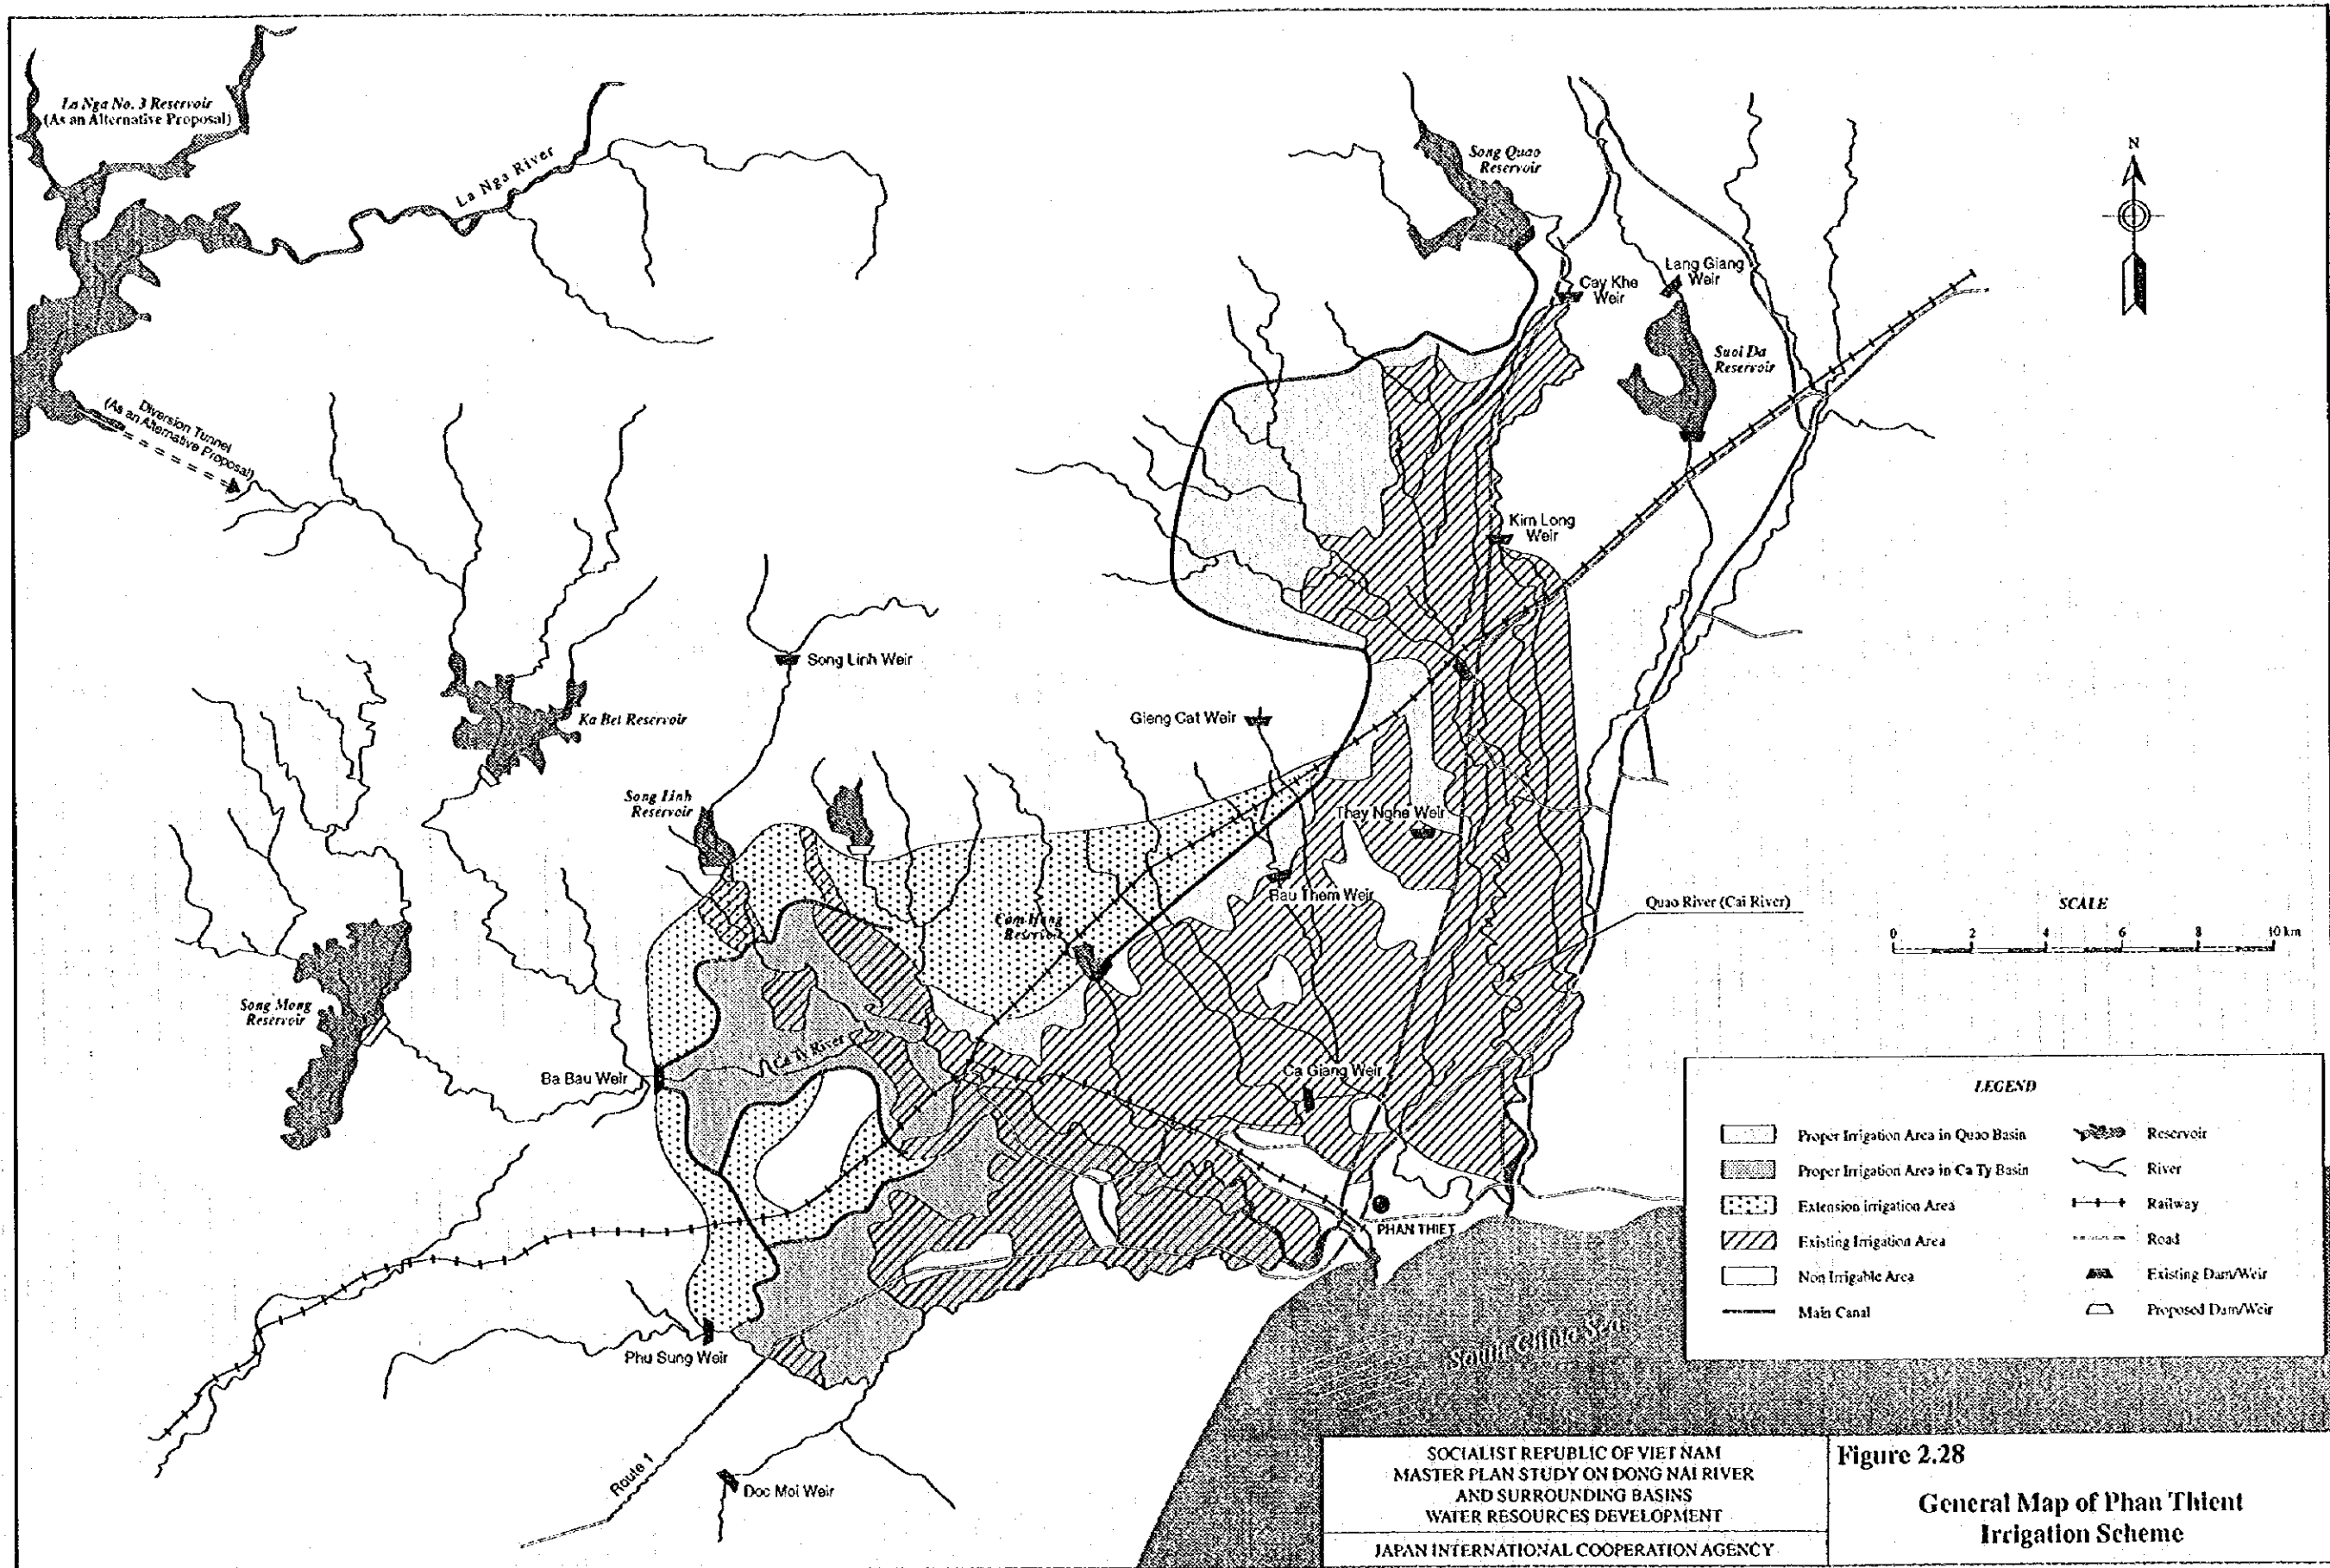 La Nga No. 3 Reservoir
(As an Alternative Proposal)
La Nga River
Diversion Tunnel
(As an Alternative Proposal)
Song Quao
Reservoir
N
Cay Khe
Weir
Lang Giang
Weir
Suoi Da
Reservoir
Kim Long
Weir
Song Linh Weir
Ka Bet Reservoir
Gieng Cat Weir
Song Linh
Reservoir
Thay Nghe Weir
Bau Them Weir
Cam Hang
Reservoir
Quao River (Cai River)
SCALE
0 2 4 6 8 10 km
Song Mong
Reservoir
Ca Ty River
Ba Bau Weir
Ca Giang Weir
PHAN THIET
Phu Sung Weir
Route 1
Doc Moi Weir
South China Sea
LEGEND
Proper Irrigation Area in Quao Basin
Proper Irrigation Area in Ca Ty Basin
Extension Irrigation Area
Existing Irrigation Area
Non Irrigable Area
Main Canal
Reservoir
River
Railway
Road
Existing Dam/Weir
Proposed Dam/Weir
SOCIALIST REPUBLIC OF VIET NAM
MASTER PLAN STUDY ON DONG NAI RIVER
AND SURROUNDING BASINS
WATER RESOURCES DEVELOPMENT
JAPAN INTERNATIONAL COOPERATION AGENCY
Figure 2.28
General Map of Phan Thient
Irrigation Scheme